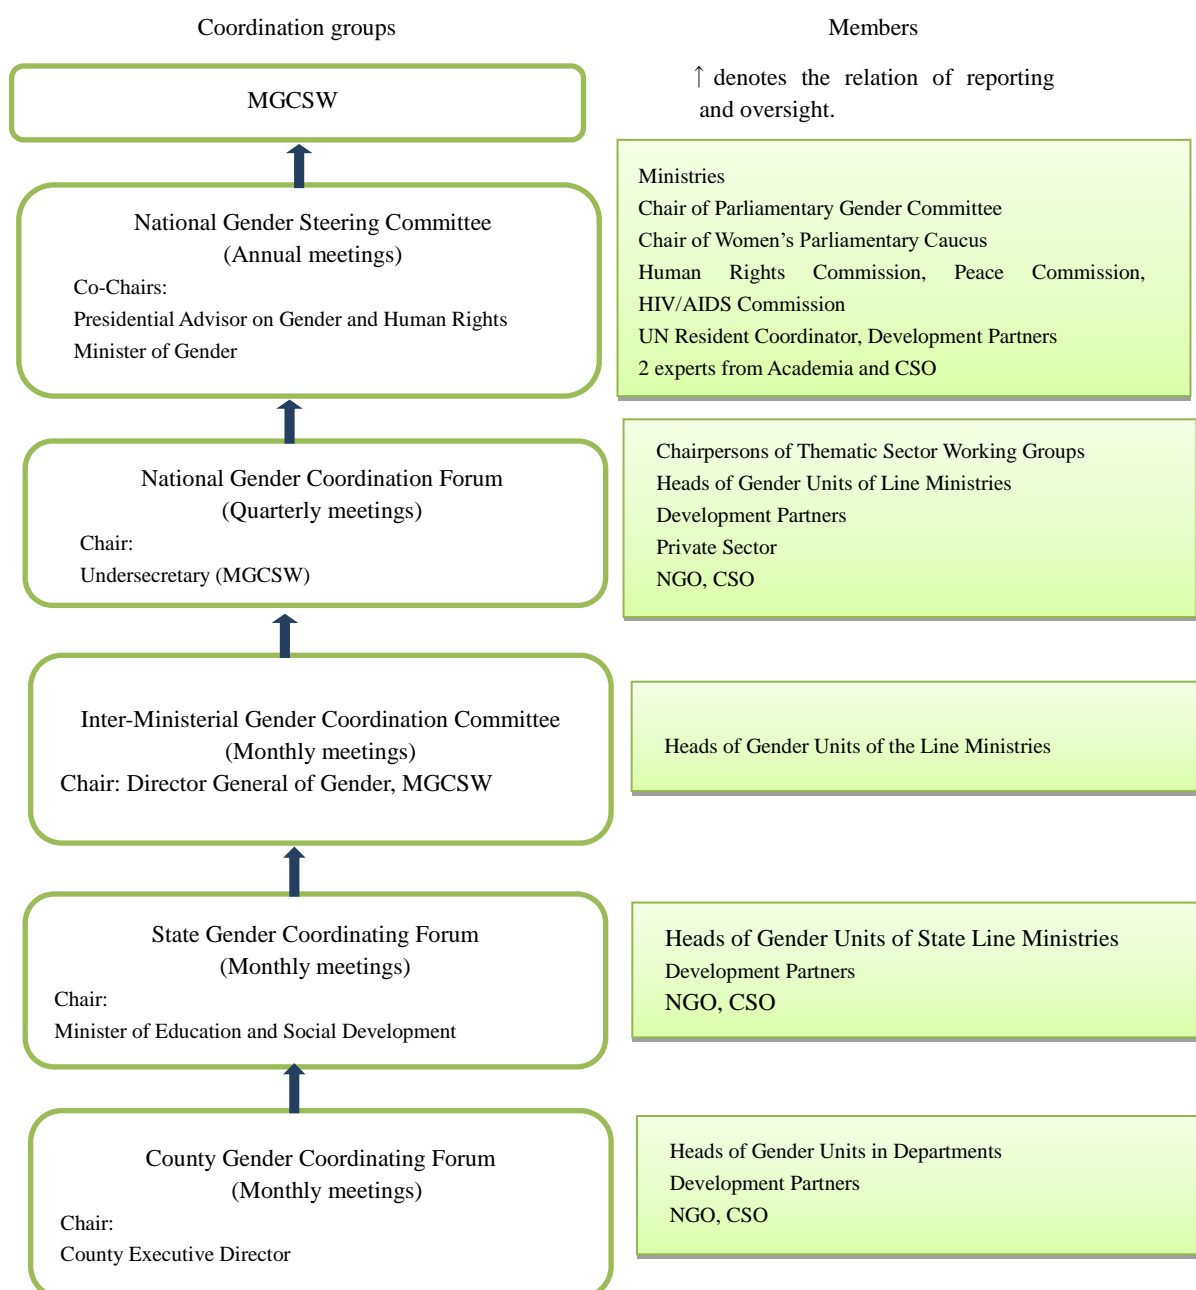 Coordination groups
Members
MGCSW
↑ denotes the relation of reporting
and oversight.
National Gender Steering Committee
(Annual meetings)
Co-Chairs:
Presidential Advisor on Gender and Human Rights
Minister of Gender
Ministries
Chair of Parliamentary Gender Committee
Chair of Women's Parliamentary Caucus
Human Rights Commission, Peace Commission,
HIV/AIDS Commission
UN Resident Coordinator, Development Partners
2 experts from Academia and CSO
National Gender Coordination Forum
(Quarterly meetings)
Chair:
Undersecretary (MGCSW)
Chairpersons of Thematic Sector Working Groups
Heads of Gender Units of Line Ministries
Development Partners
Private Sector
NGO, CSO
Inter-Ministerial Gender Coordination Committee
(Monthly meetings)
Chair: Director General of Gender, MGCSW
Heads of Gender Units of the Line Ministries
State Gender Coordinating Forum
(Monthly meetings)
Chair:
Minister of Education and Social Development
Heads of Gender Units of State Line Ministries
Development Partners
NGO, CSO
County Gender Coordinating Forum
(Monthly meetings)
Chair:
County Executive Director
Heads of Gender Units in Departments
Development Partners
NGO, CSO